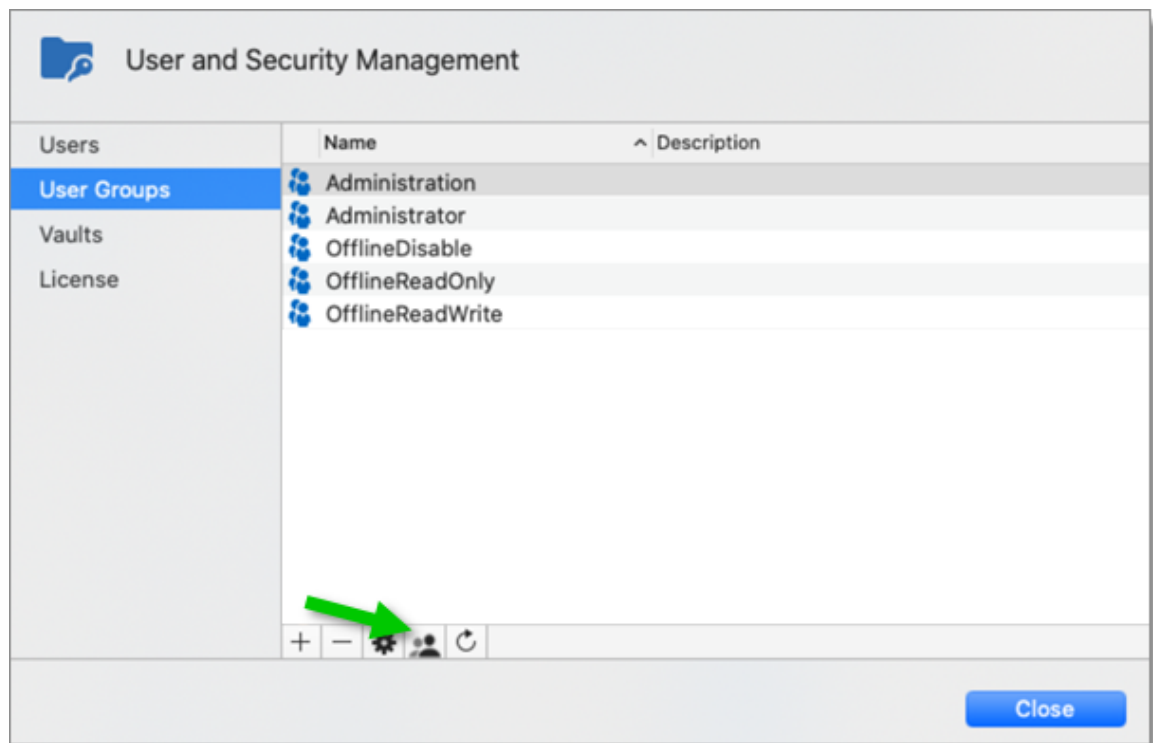 User and Security Management
Users
User Groups
Vaults
License
Name Description
Administration
Administrator
OfflineDisable
OfflineReadOnly
OfflineReadWrite
Close